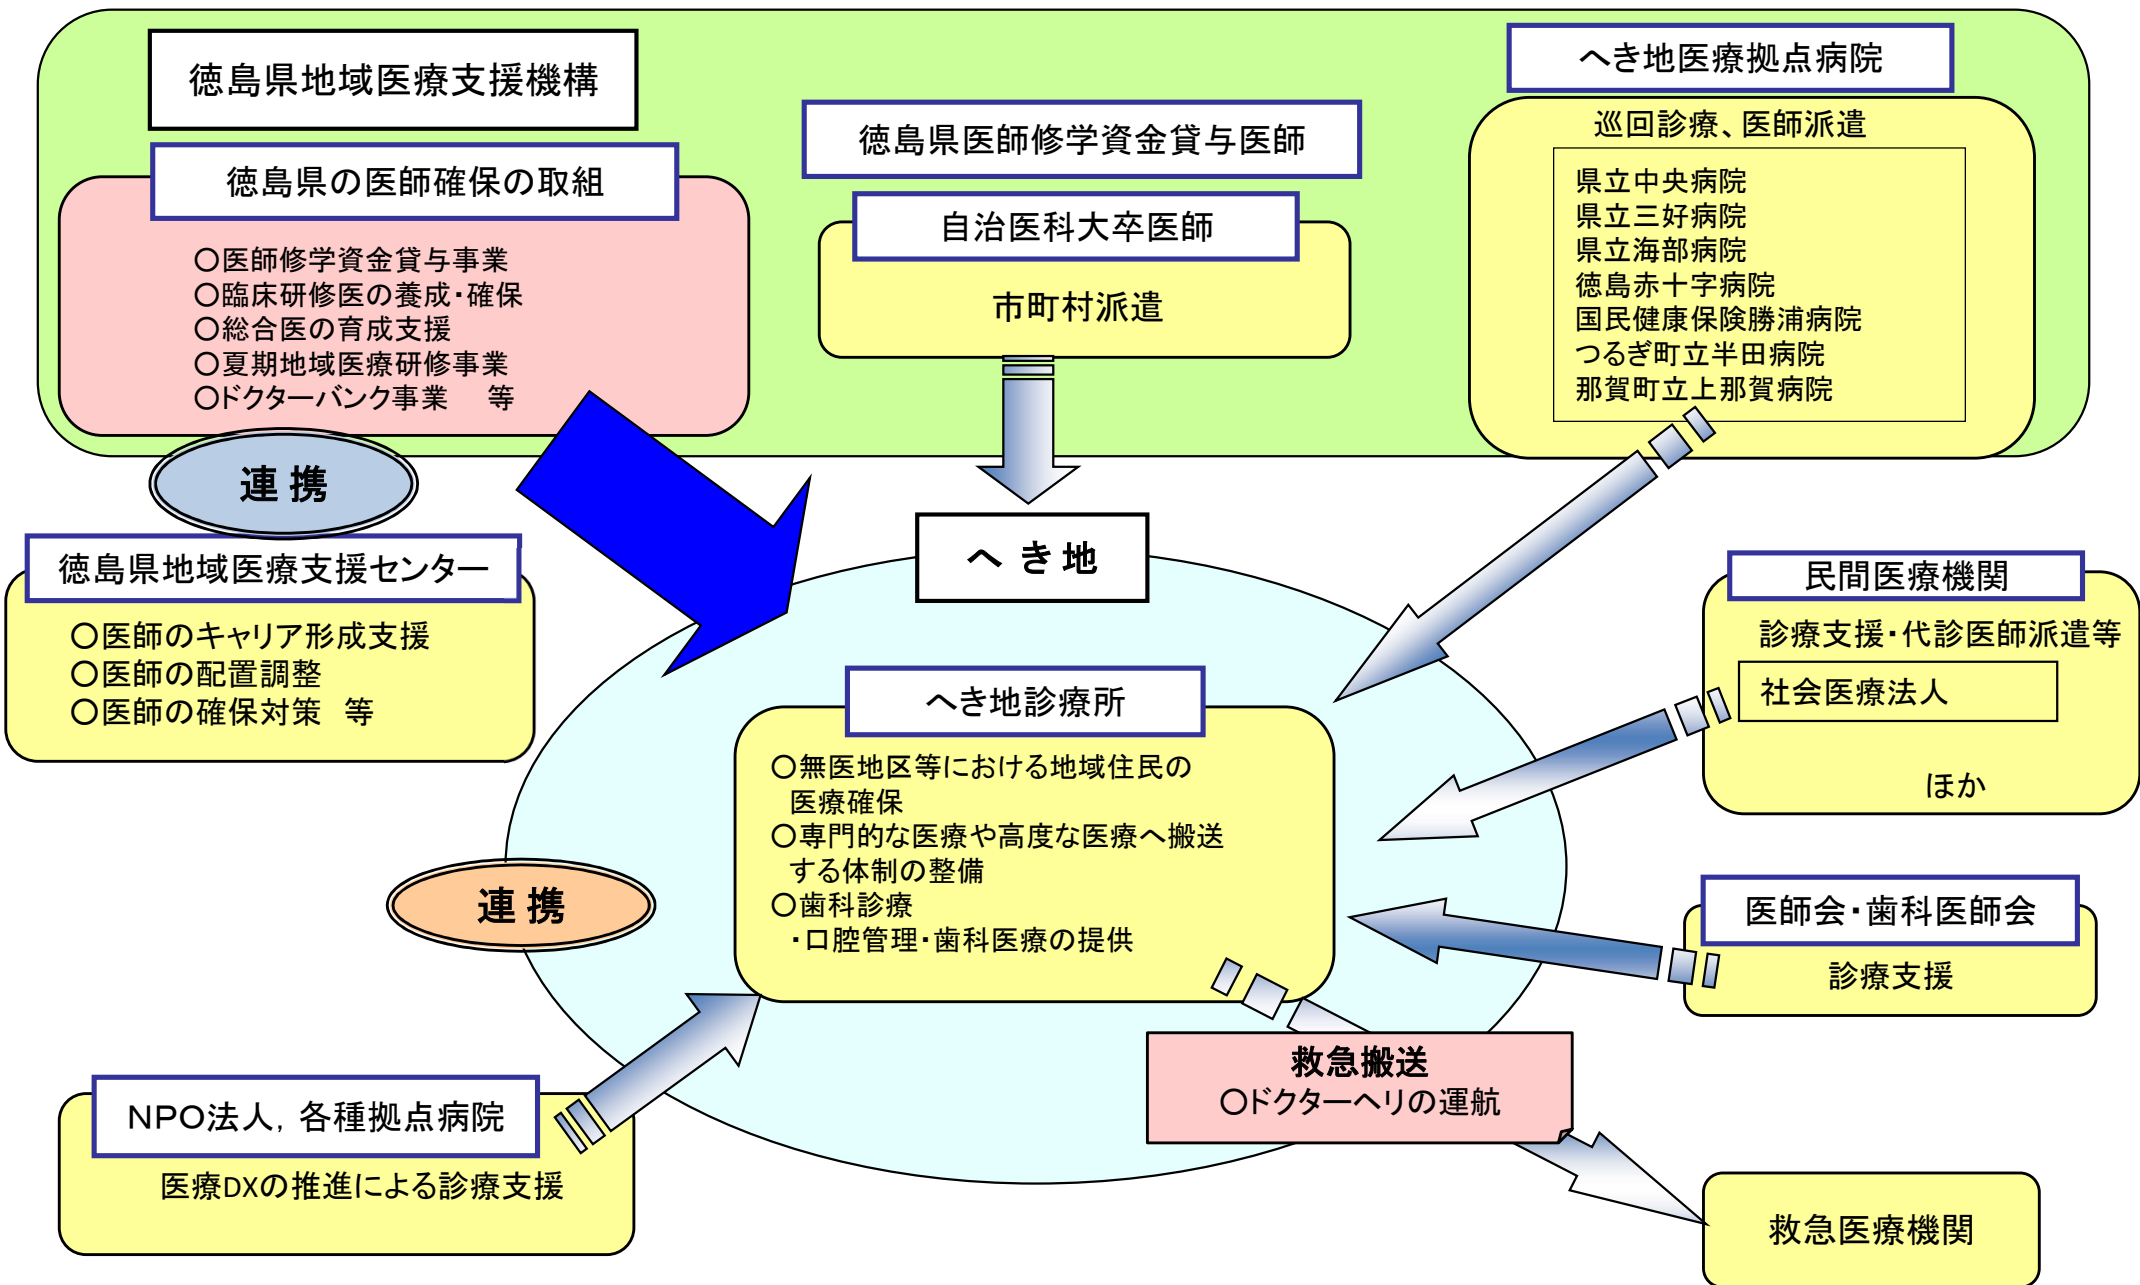 徳島県地域医療支援機構
徳島県の医師確保の取組
○医師修学資金貸与事業
○臨床研修医の養成・確保
○総合医の育成支援
○夏期地域医療研修事業
○ドクターバンク事業　等
徳島県医師修学資金貸与医師
自治医科大卒医師
市町村派遣
へき地医療拠点病院
巡回診療、医師派遣
県立中央病院
県立三好病院
県立海部病院
徳島赤十字病院
国民健康保険勝浦病院
つるぎ町立半田病院
那賀町立上那賀病院
連携
徳島県地域医療支援センター
○医師のキャリア形成支援
○医師の配置調整
○医師の確保対策　等
へき地
へき地診療所
○無医地区等における地域住民の
医療確保
○専門的な医療や高度な医療へ搬送
する体制の整備
○歯科診療
・口腔管理・歯科医療の提供
民間医療機関
診療支援・代診医師派遣等
社会医療法人
ほか
連携
医師会・歯科医師会
診療支援
NPO法人，各種拠点病院
医療DXの推進による診療支援
救急搬送
○ドクターヘリの運航
救急医療機関